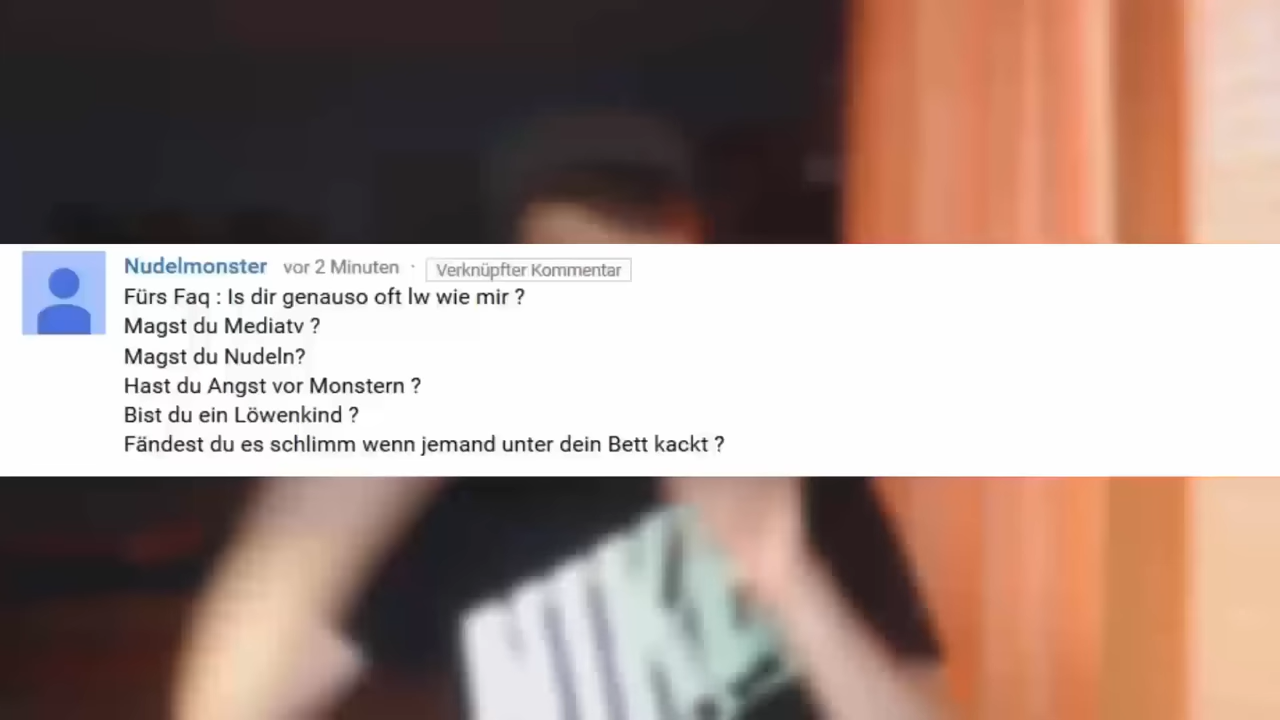 Nudelmonster vor 2 Minuten · Verknüpfter Kommentar
Fürs Faq : Is dir genauso oft lw wie mir ?
Magst du Mediatv ?
Magst du Nudeln?
Hast du Angst vor Monstern ?
Bist du ein Löwenkind ?
Fändest du es schlimm wenn jemand unter dein Bett kackt ?